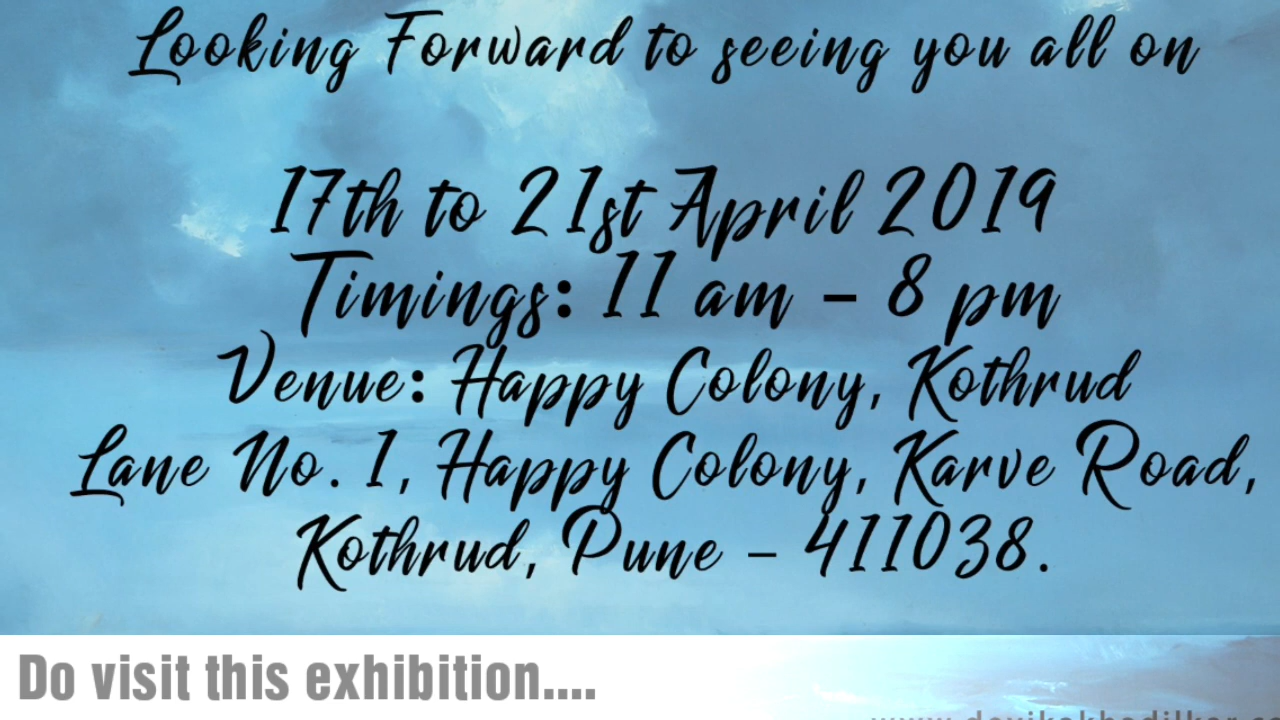 Looking Forward to seeing you all on
17th to 21st April 2019
Timings: 11 am – 8 pm
Venue: Happy Colony, Kothrud
Lane No. 1, Happy Colony, Karve Road,
Kothrud, Pune – 411038.
Do visit this exhibition....